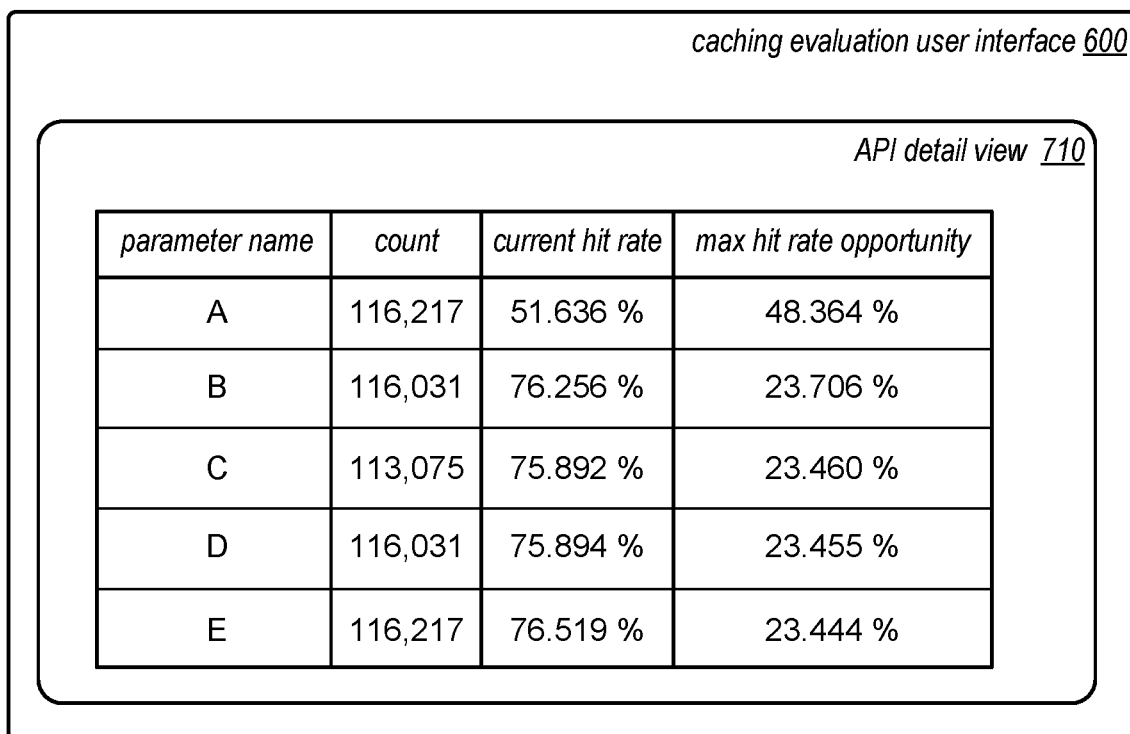 caching evaluation user interface 600
API detail view 710
parameter name count current hit rate max hit rate opportunity
A 116,217 51.636 % 48.364 %
B 116,031 76.256 % 23.706 %
C 113,075 75.892 % 23.460 %
D 116,031 75.894 % 23.455 %
E 116,217 76.519 % 23.444 %